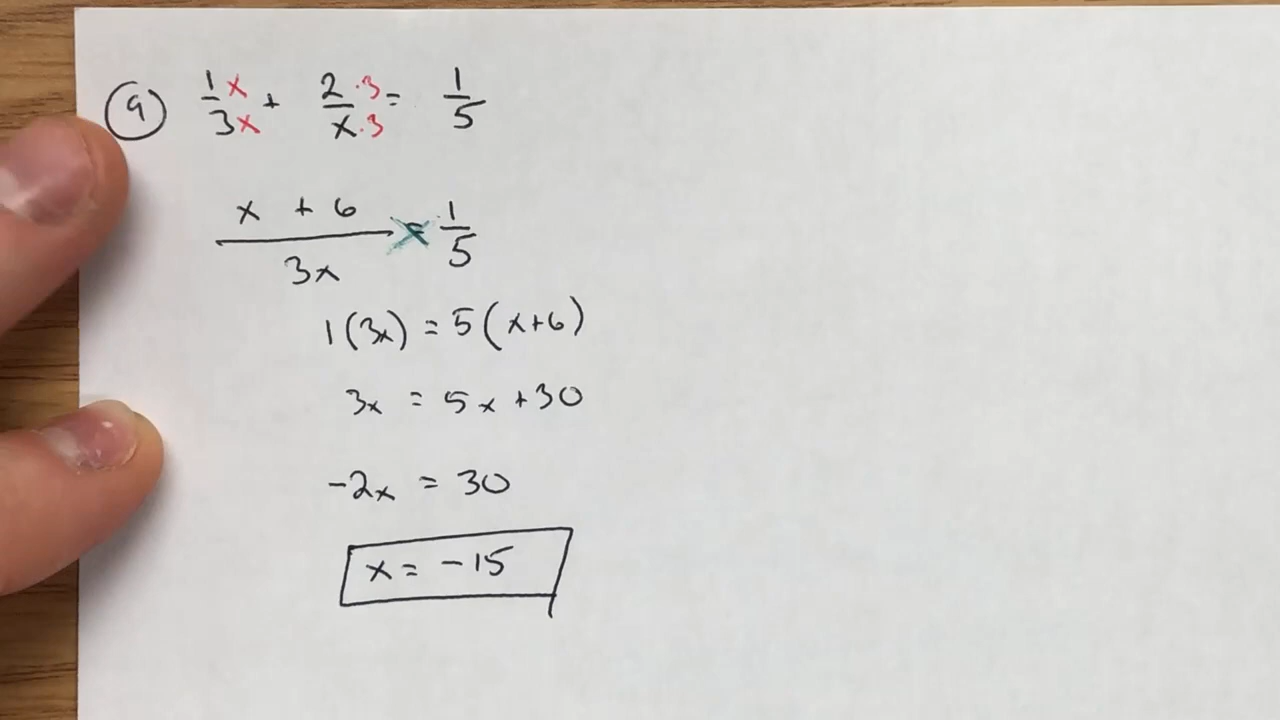 9 1x/3x + 2·3/x·3 = 1/5
x + 6/3x = 1/5
1(3x) = 5(x+6)
3x = 5x +30
-2x = 30
x = -15